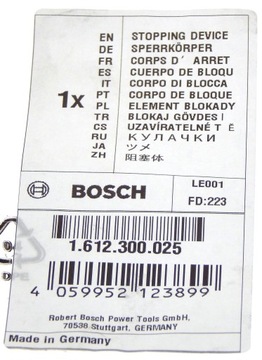 EN STOPPING DEVICE
DE SPERRKÖRPER
FR CORPS D' ARRET
ES CUERPO DE BLOQU
IT CORPO DI BLOCCA
1x PT CORPO DE BLOQUE
PL ELEMENT BLOKADY
TR BLOKAJ GÖVDES I
CS UZAVÍRATELNÉ T Ě
RU КУЛАЧКИ
JA ツメ
ZH 阻塞体
BOSCH
LE001
FD:223
1.612.300.025
4 059952 123899
Robert Bosch Power Tools GmbH,
70538 Stuttgart, GERMANY
Made in Germany